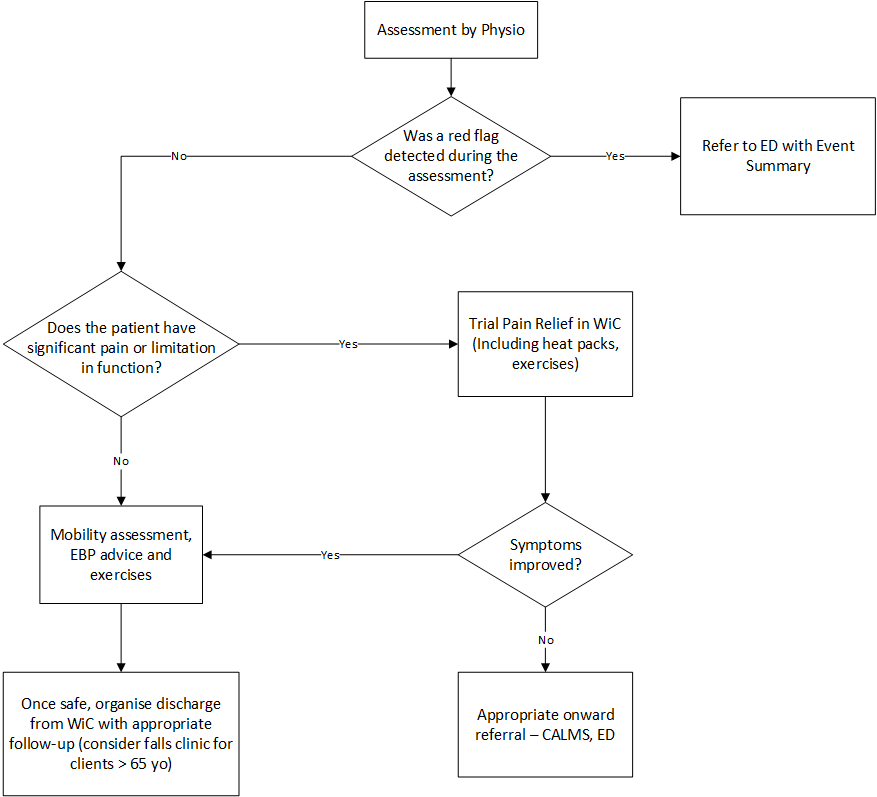 Assessment by Physio
Was a red flag
detected during the
assessment?
No
Yes
Refer to ED with Event
Summary
Does the patient have
significant pain or limitation
in function?
Yes
Trial Pain Relief in WiC
(Including heat packs,
exercises)
No
Mobility assessment,
EBP advice and
exercises
Yes
Symptoms
improved?
No
Once safe, organise discharge
from WiC with appropriate
follow-up (consider falls clinic for
clients > 65 yo)
Appropriate onward
referral – CALMS, ED